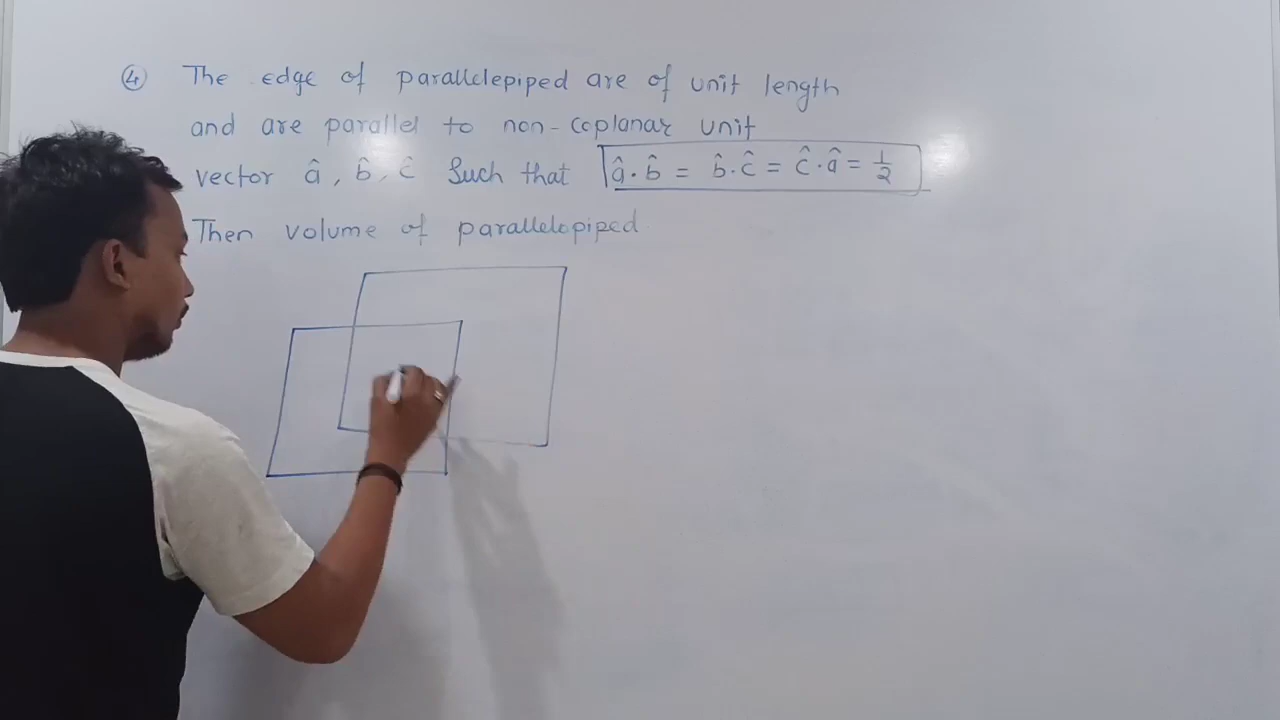 ④ The edge of parallelepiped are of unit length
and are parallel to non-coplanar unit
vector â, b̂, ĉ Such that â·b̂ = b̂·ĉ = ĉ·â = 1/2
Then volume of parallelopiped